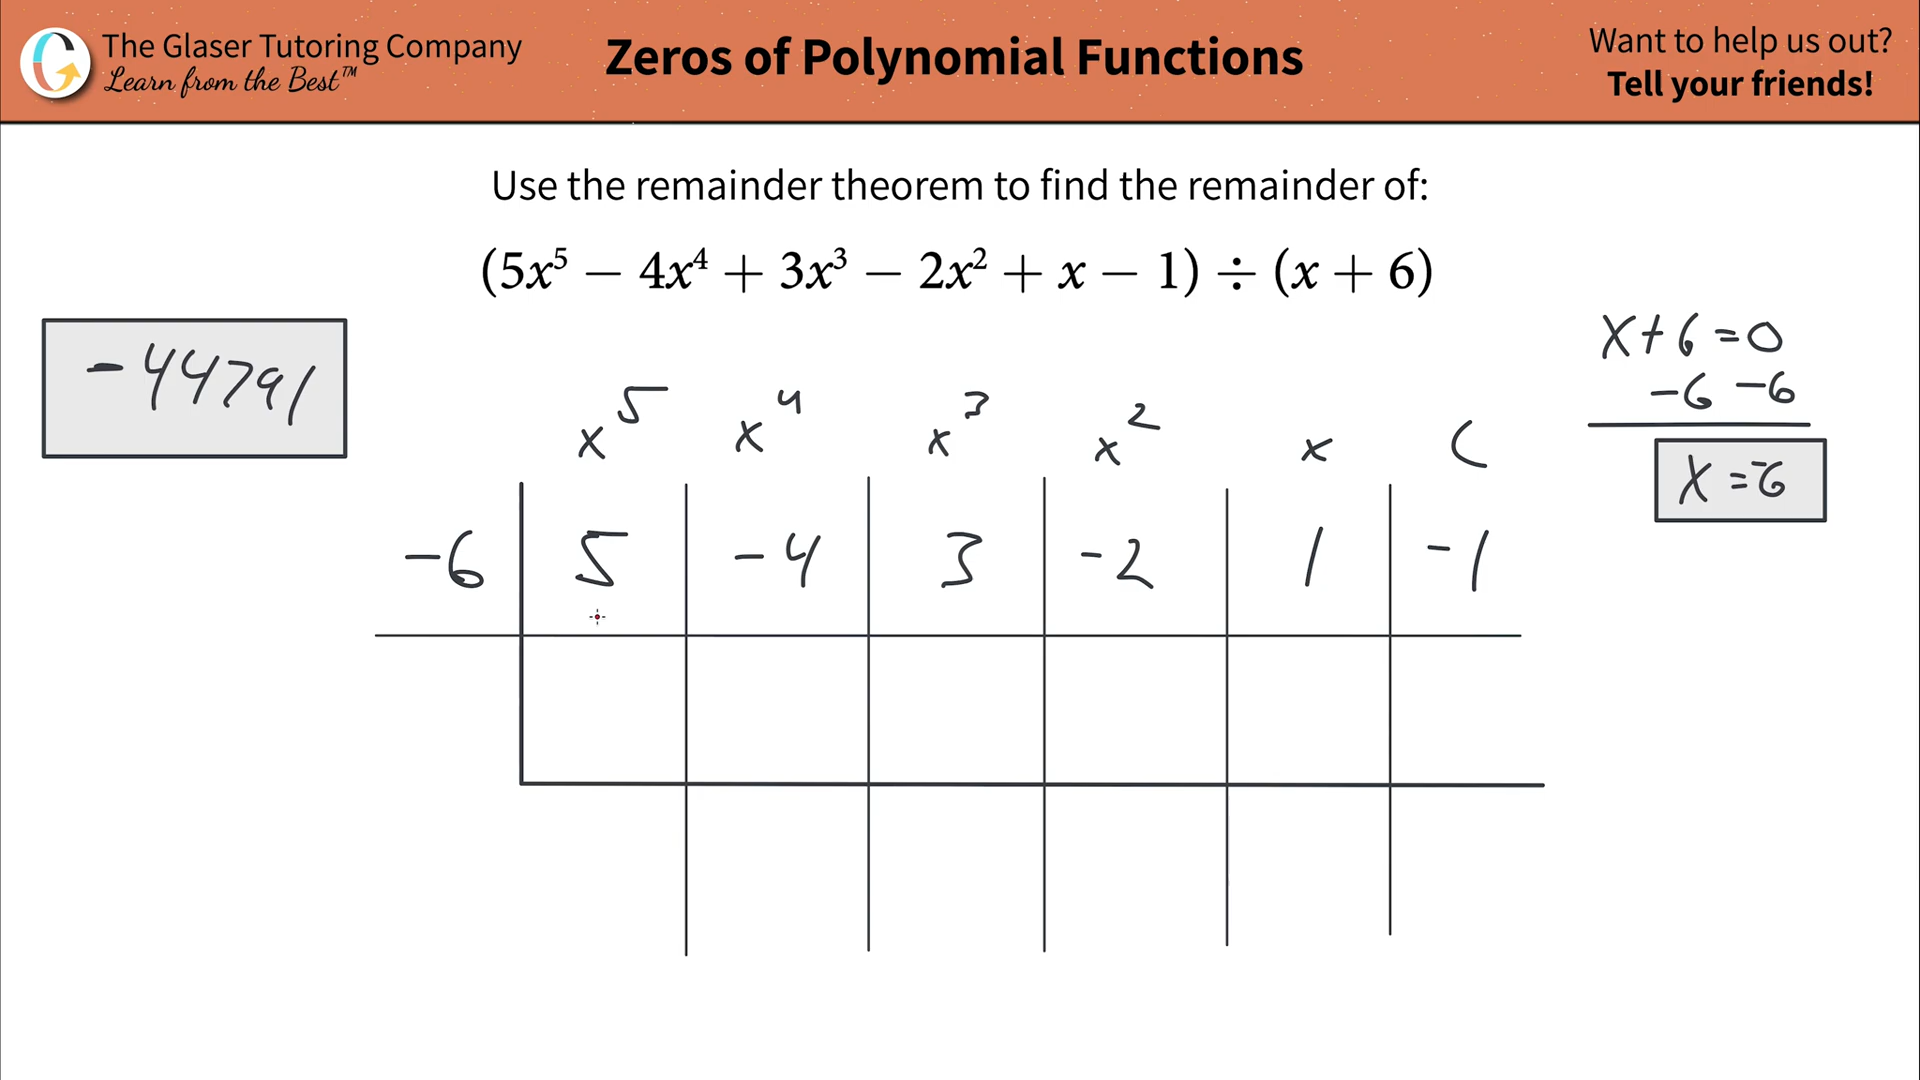 The Glaser Tutoring Company
Learn from the Best™
Zeros of Polynomial Functions
Want to help us out?
Tell your friends!
Use the remainder theorem to find the remainder of:
(5x⁵ − 4x⁴ + 3x³ − 2x² + x − 1) ÷ (x + 6)
-44791
x+6=0
-6 -6
x=-6
x⁵ x⁴ x³ x² x C
-6 5 -4 3 -2 1 -1